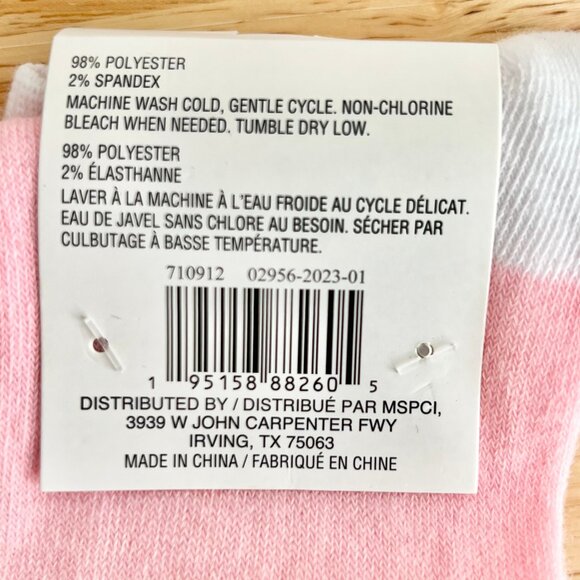 98% POLYESTER
2% SPANDEX
MACHINE WASH COLD, GENTLE CYCLE. NON-CHLORINE
BLEACH WHEN NEEDED. TUMBLE DRY LOW.
98% POLYESTER
2% ÉLASTHANNE
LAVER À LA MACHINE À L'EAU FROIDE AU CYCLE DÉLICAT.
EAU DE JAVEL SANS CHLORE AU BESOIN. SÉCHER PAR
CULBUTAGE À BASSE TEMPÉRATURE.
710912 02956-2023-01
1 95158 88260 5
DISTRIBUTED BY / DISTRIBUÉ PAR MSPCI,
3939 W JOHN CARPENTER FWY
IRVING, TX 75063
MADE IN CHINA / FABRIQUÉ EN CHINE